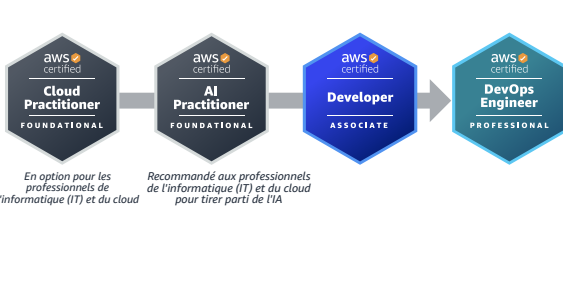 aws
certified
Cloud
Practitioner
FOUNDATIONAL
aws
certified
AI
Practitioner
FOUNDATIONAL
aws
certified
Developer
ASSOCIATE
aws
certified
DevOps
Engineer
PROFESSIONAL
En option pour les
professionnels de
l'informatique (IT) et du cloud
Recommandé aux professionnels
de l'informatique (IT) et du cloud
pour tirer parti de l'IA